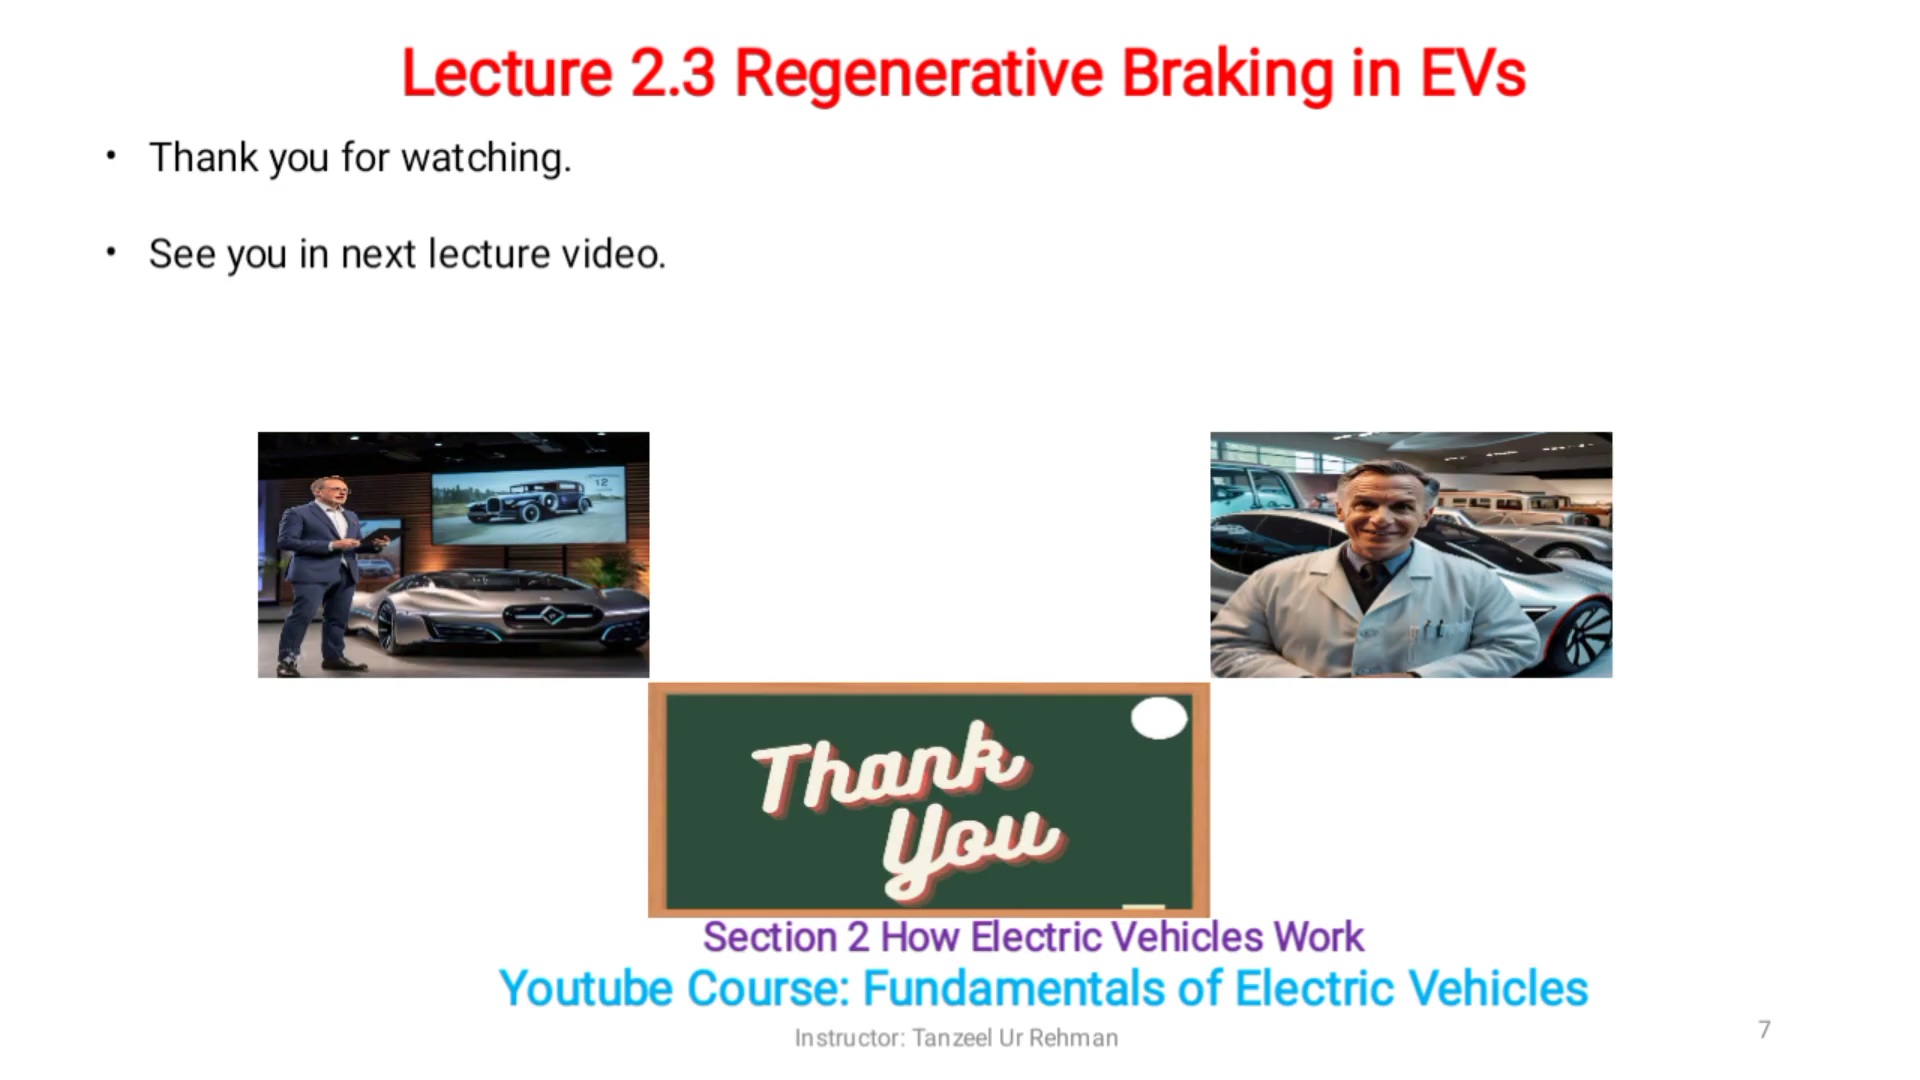 Lecture 2.3 Regenerative Braking in EVs
• Thank you for watching.
• See you in next lecture video.
12
Thank
You
Section 2 How Electric Vehicles Work
Youtube Course: Fundamentals of Electric Vehicles
Instructor: Tanzeel Ur Rehman
7